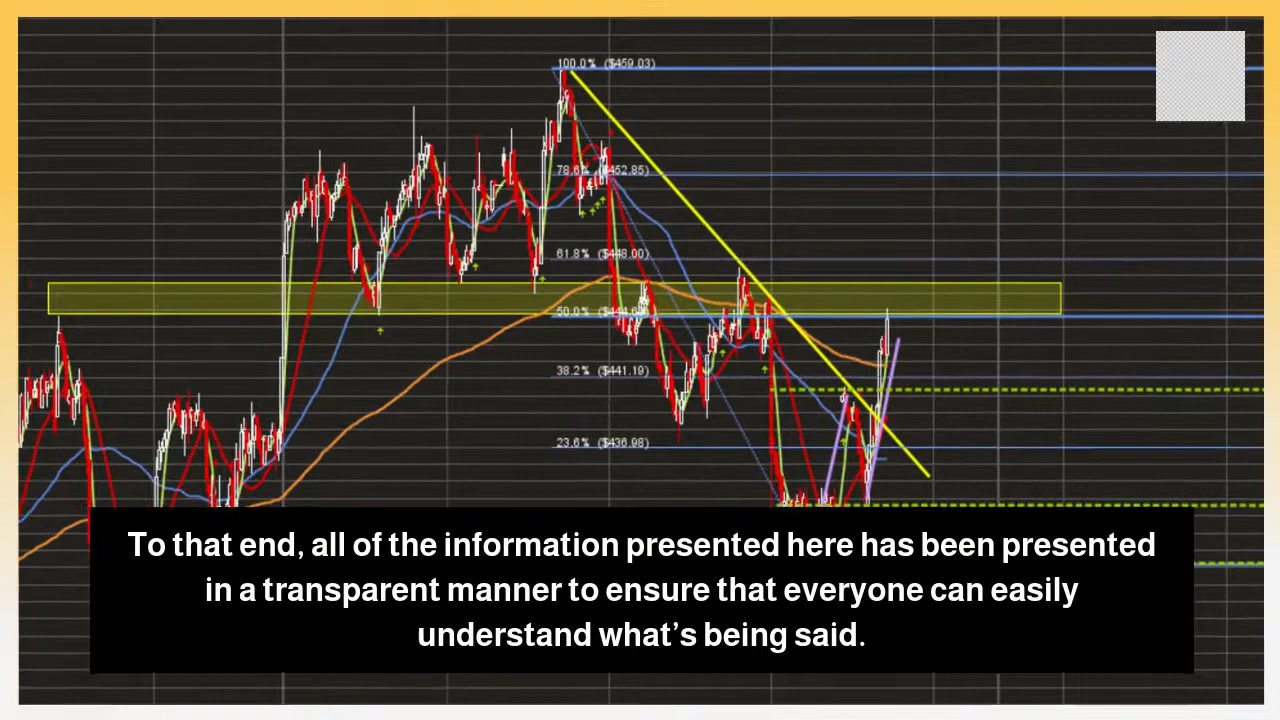 100.0% ($459.03)
78.6% ($452.85)
61.8% ($448.00)
50.0%
38.2% ($441.19)
23.6% ($436.98)
To that end, all of the information presented here has been presented
in a transparent manner to ensure that everyone can easily
understand what's being said.